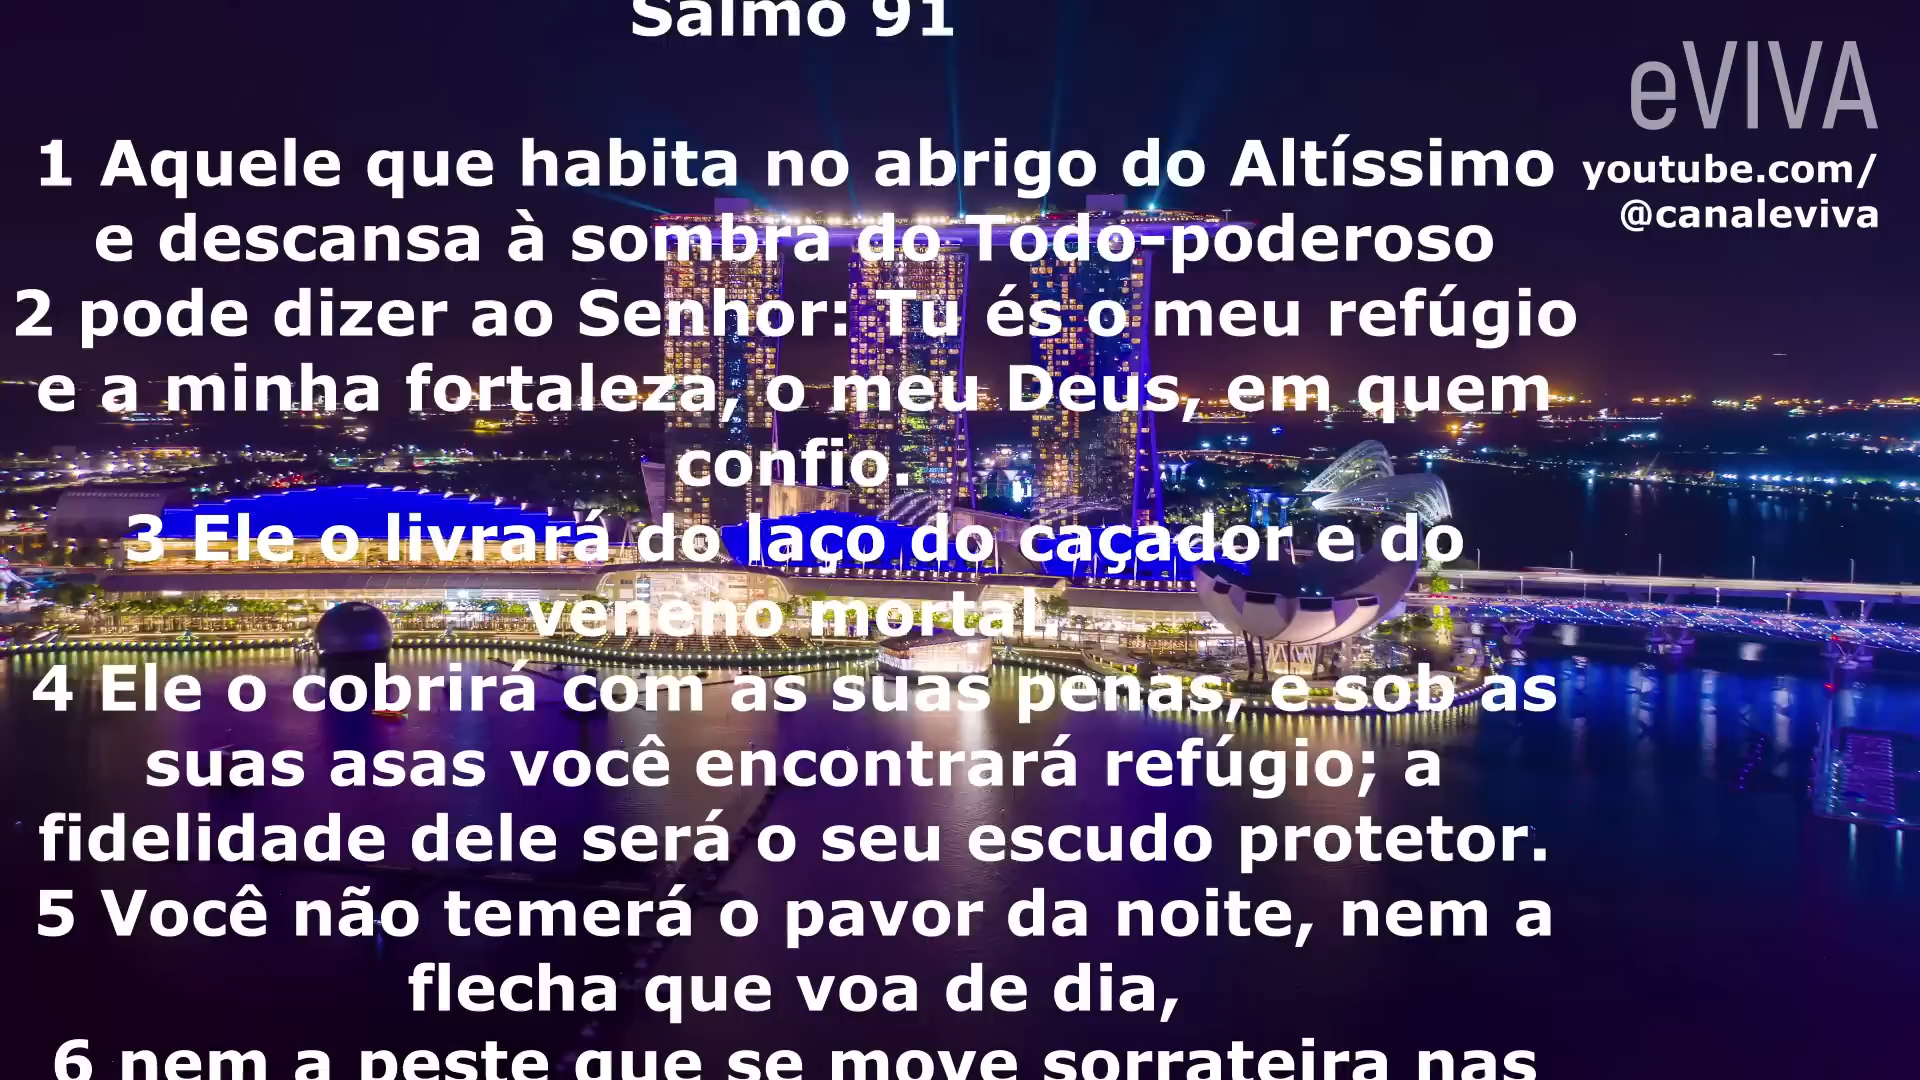 Salmo 91
eVIVA
youtube.com/
@canaleviva
1 Aquele que habita no abrigo do Altíssimo
e descansa à sombra do Todo-poderoso
2 pode dizer ao Senhor: Tu és o meu refúgio
e a minha fortaleza, o meu Deus, em quem
confio.
3 Ele o livrará do laço do caçador e do
veneno mortal.
4 Ele o cobrirá com as suas penas, e sob as
suas asas você encontrará refúgio; a
fidelidade dele será o seu escudo protetor.
5 Você não temerá o pavor da noite, nem a
flecha que voa de dia,
6 nem a peste que se move sorrateira nas